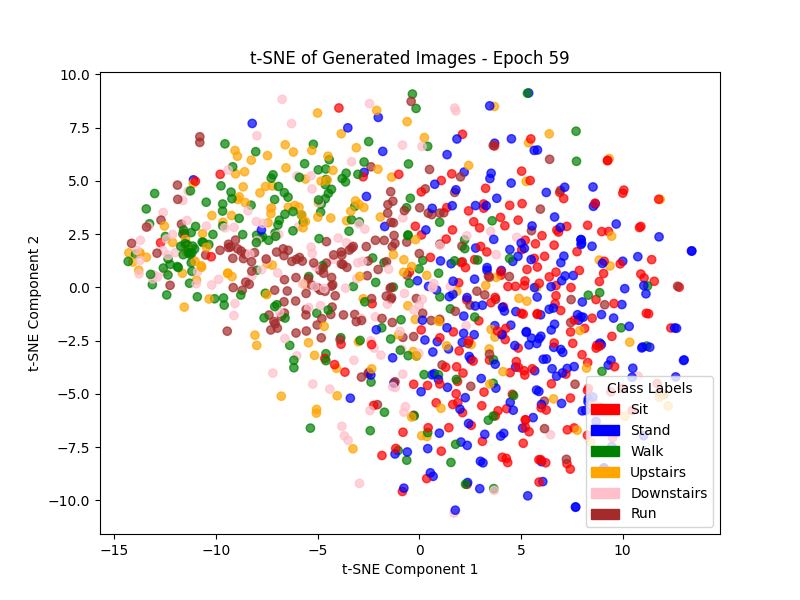 t-SNE of Generated Images - Epoch 59
10.0
7.5
5.0
2.5
0.0
−2.5
−5.0
−7.5
−10.0
t-SNE Component 2
Class Labels
Sit
Stand
Walk
Upstairs
Downstairs
Run
−15
−10
−5
0
5
10
t-SNE Component 1